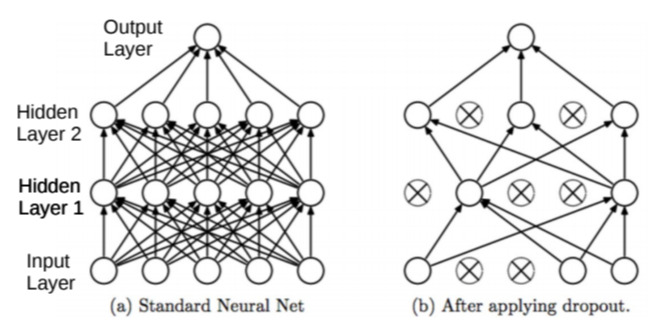 Output
Layer
Hidden
Layer 2
Hidden
Layer 1
Input
Layer
(a) Standard Neural Net
(b) After applying dropout.